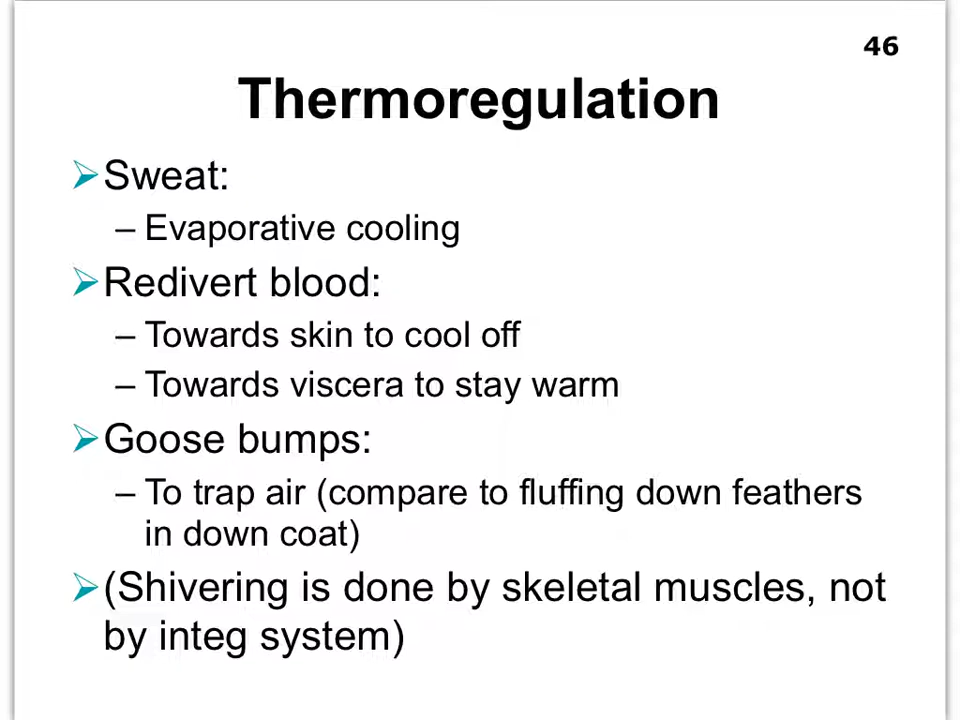 46
Thermoregulation
Sweat:
– Evaporative cooling
Redivert blood:
– Towards skin to cool off
– Towards viscera to stay warm
Goose bumps:
– To trap air (compare to fluffing down feathers
in down coat)
(Shivering is done by skeletal muscles, not
by integ system)